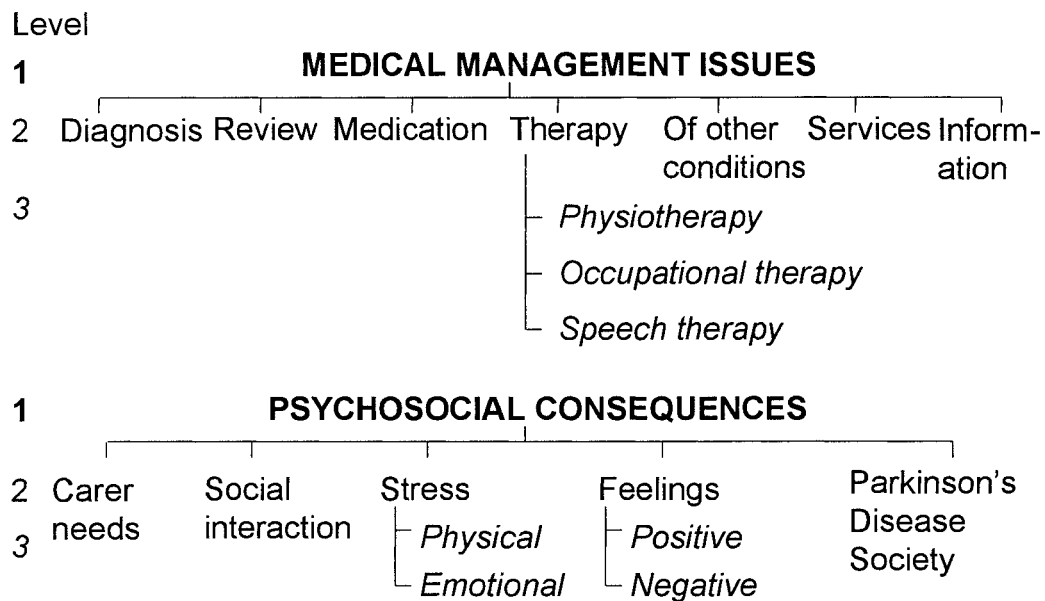 Level
1 MEDICAL MANAGEMENT ISSUES
2 Diagnosis Review Medication Therapy Of other conditions Services Inform-ation
3
Physiotherapy
Occupational therapy
Speech therapy
1 PSYCHOSOCIAL CONSEQUENCES
2 Carer needs Social interaction Stress Feelings Parkinson's Disease Society
3 Physical Positive
Emotional Negative